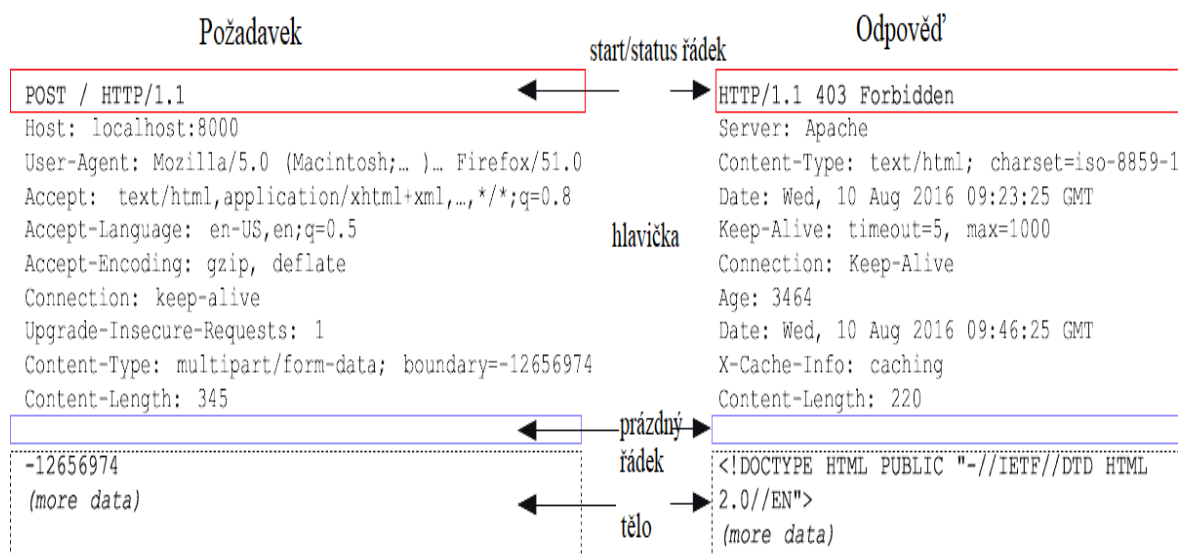 Požadavek
POST / HTTP/1.1
Host: localhost:8000
User-Agent: Mozilla/5.0 (Macintosh;… )… Firefox/51.0
Accept: text/html,application/xhtml+xml,…,*/*;q=0.8
Accept-Language: en-US,en;q=0.5
Accept-Encoding: gzip, deflate
Connection: keep-alive
Upgrade-Insecure-Requests: 1
Content-Type: multipart/form-data; boundary=-12656974
Content-Length: 345
-12656974
(more data)
start/status řádek
hlavička
prázdný
řádek
tělo
Odpověď
HTTP/1.1 403 Forbidden
Server: Apache
Content-Type: text/html; charset=iso-8859-1
Date: Wed, 10 Aug 2016 09:23:25 GMT
Keep-Alive: timeout=5, max=1000
Connection: Keep-Alive
Age: 3464
Date: Wed, 10 Aug 2016 09:46:25 GMT
X-Cache-Info: caching
Content-Length: 220
<!DOCTYPE HTML PUBLIC "-//IETF//DTD HTML
2.0//EN">
(more data)